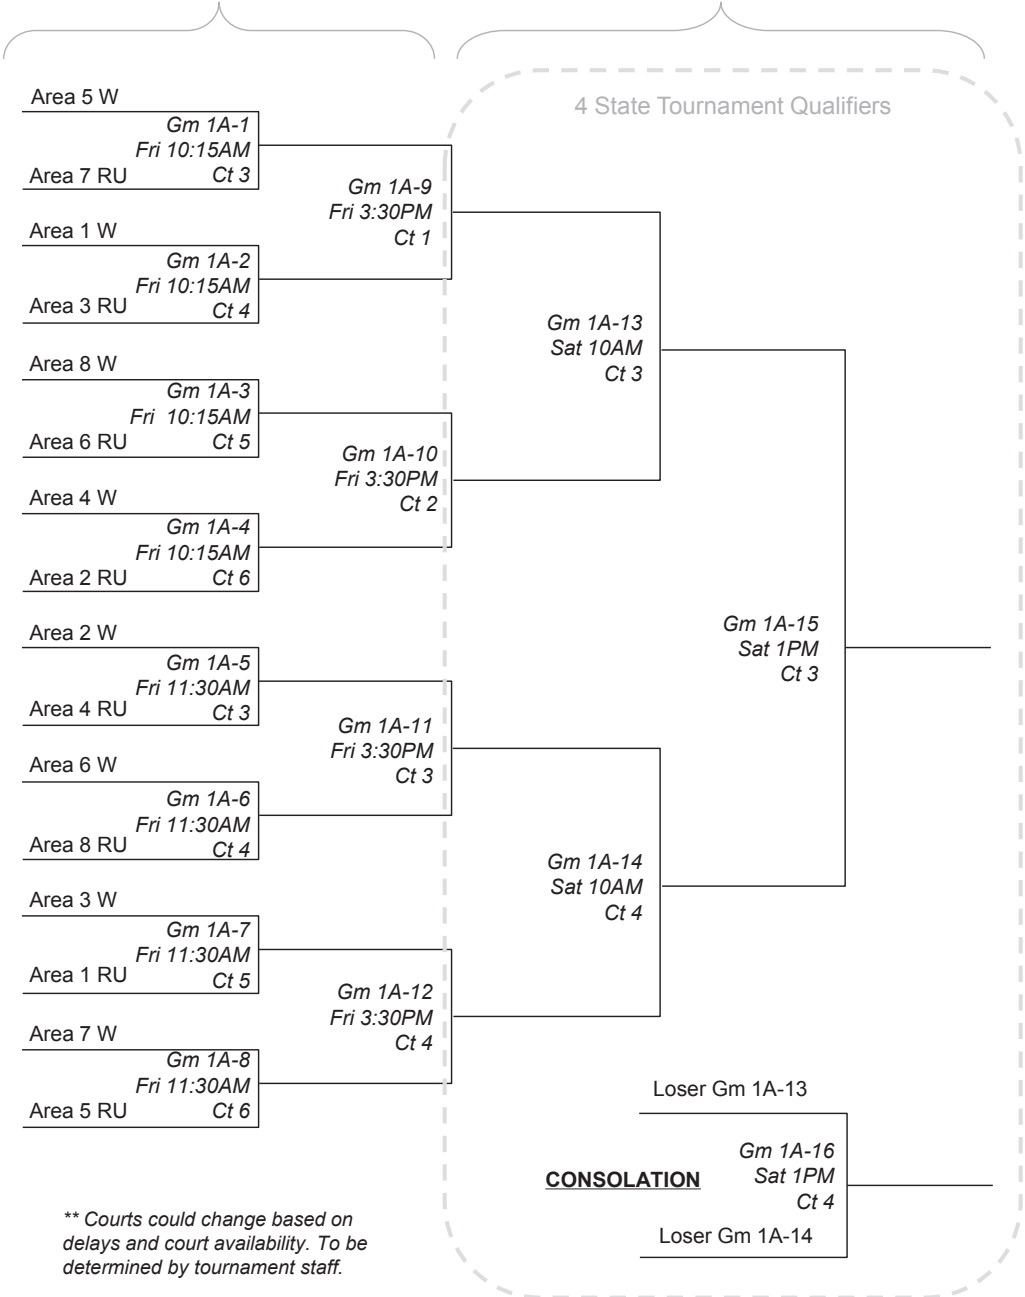 4 State Tournament Qualifiers
Area 5 W
Gm 1A-1
Fri 10:15AM
Area 7 RU
Ct 3
Area 1 W
Gm 1A-2
Fri 10:15AM
Area 3 RU
Ct 4
Area 8 W
Gm 1A-3
Fri 10:15AM
Area 6 RU
Ct 5
Area 4 W
Gm 1A-4
Fri 10:15AM
Area 2 RU
Ct 6
Area 2 W
Gm 1A-5
Fri 11:30AM
Area 4 RU
Ct 3
Area 6 W
Gm 1A-6
Fri 11:30AM
Area 8 RU
Ct 4
Area 3 W
Gm 1A-7
Fri 11:30AM
Area 1 RU
Ct 5
Area 7 W
Gm 1A-8
Fri 11:30AM
Area 5 RU
Ct 6
Gm 1A-9
Fri 3:30PM
Ct 1
Gm 1A-10
Fri 3:30PM
Ct 2
Gm 1A-11
Fri 3:30PM
Ct 3
Gm 1A-12
Fri 3:30PM
Ct 4
Gm 1A-13
Sat 10AM
Ct 3
Gm 1A-14
Sat 10AM
Ct 4
Gm 1A-15
Sat 1PM
Ct 3
Loser Gm 1A-13
Gm 1A-16
CONSOLATION
Sat 1PM
Ct 4
Loser Gm 1A-14
** Courts could change based on
delays and court availability. To be
determined by tournament staff.